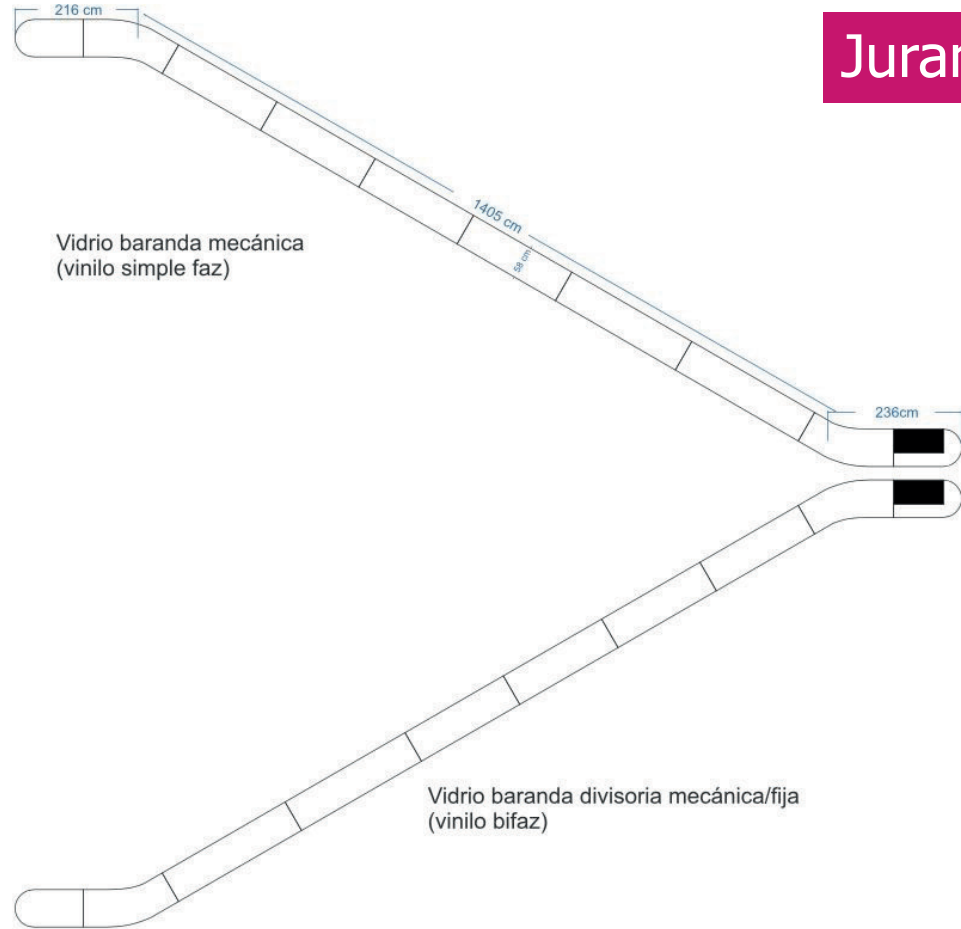 216 cm
Juran
1405 cm
58 cm
Vidrio baranda mecánica
(vinilo simple faz)
236cm
Vidrio baranda divisoria mecánica/fija
(vinilo bifaz)